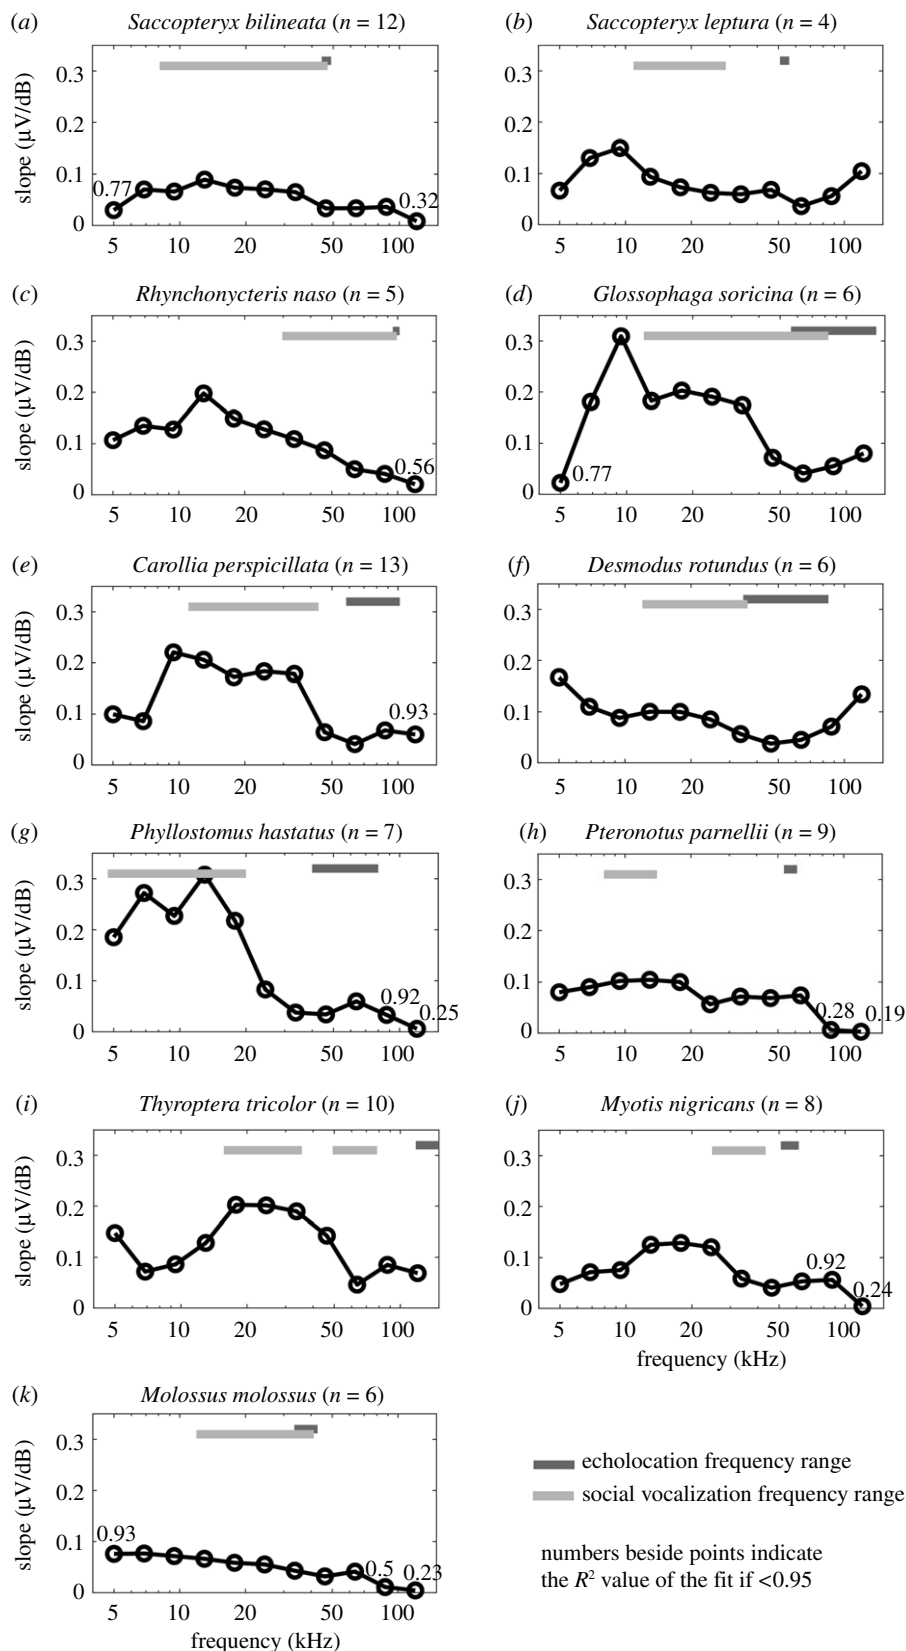 (a) Saccopteryx bilineata (n = 12)
slope (μV/dB)
0.3
0.2
0.1
0
0.77
0.32
5 10 20 50 100
(b) Saccopteryx leptura (n = 4)
0.3
0.2
0.1
0
5 10 20 50 100
(c) Rhynchonycteris naso (n = 5)
slope (μV/dB)
0.3
0.2
0.1
0
0.56
5 10 20 50 100
(d) Glossophaga soricina (n = 6)
0.3
0.2
0.1
0
0.77
5 10 20 50 100
(e) Carollia perspicillata (n = 13)
slope (μV/dB)
0.3
0.2
0.1
0
0.93
5 10 20 50 100
(f) Desmodus rotundus (n = 6)
0.3
0.2
0.1
0
5 10 20 50 100
(g) Phyllostomus hastatus (n = 7)
slope (μV/dB)
0.3
0.2
0.1
0
0.92
0.25
5 10 20 50 100
(h) Pteronotus parnellii (n = 9)
0.3
0.2
0.1
0
0.28
0.19
5 10 20 50 100
(i) Thyroptera tricolor (n = 10)
slope (μV/dB)
0.3
0.2
0.1
0
5 10 20 50 100
(j) Myotis nigricans (n = 8)
0.3
0.2
0.1
0
0.92
0.24
5 10 20 50 100
frequency (kHz)
(k) Molossus molossus (n = 6)
slope (μV/dB)
0.3
0.2
0.1
0
0.93
0.5
0.23
5 10 20 50 100
frequency (kHz)
echolocation frequency range
social vocalization frequency range
numbers beside points indicate
the R² value of the fit if <0.95